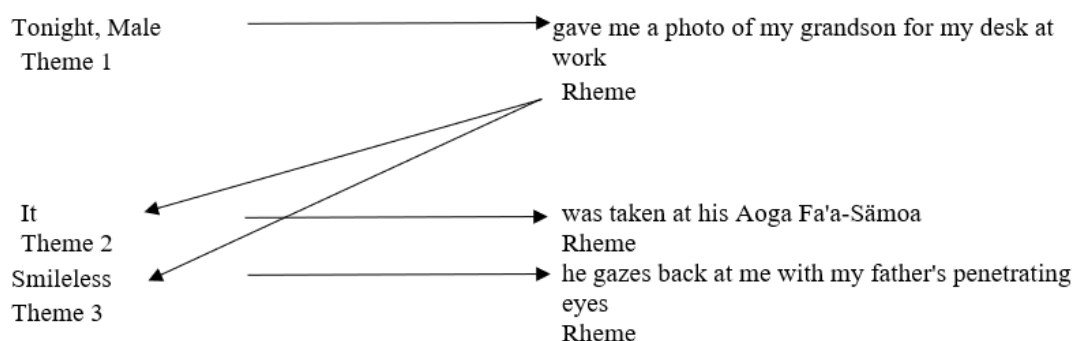 Tonight, Male
gave me a photo of my grandson for my desk at
work
Theme 1
Rheme
It
was taken at his Aoga Fa'a-Sämoa
Theme 2
Rheme
Smileless
he gazes back at me with my father's penetrating
eyes
Theme 3
Rheme